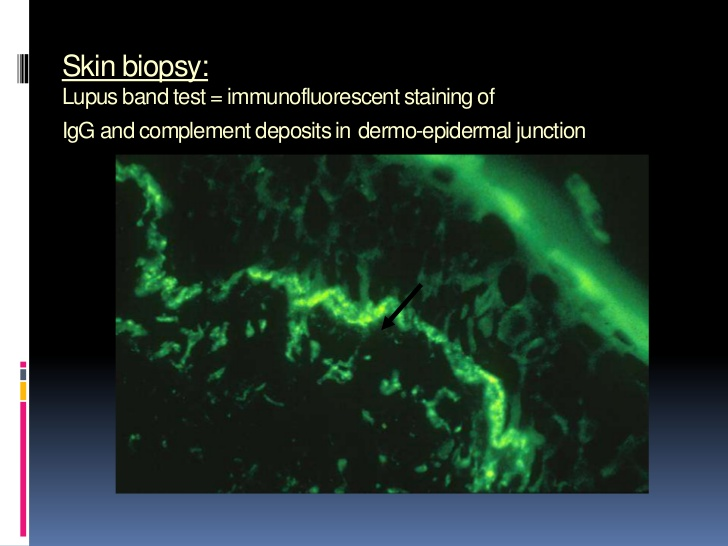 Skin biopsy:
Lupus band test = immunofluorescent staining of
IgG and complement deposits in dermo-epidermal junction